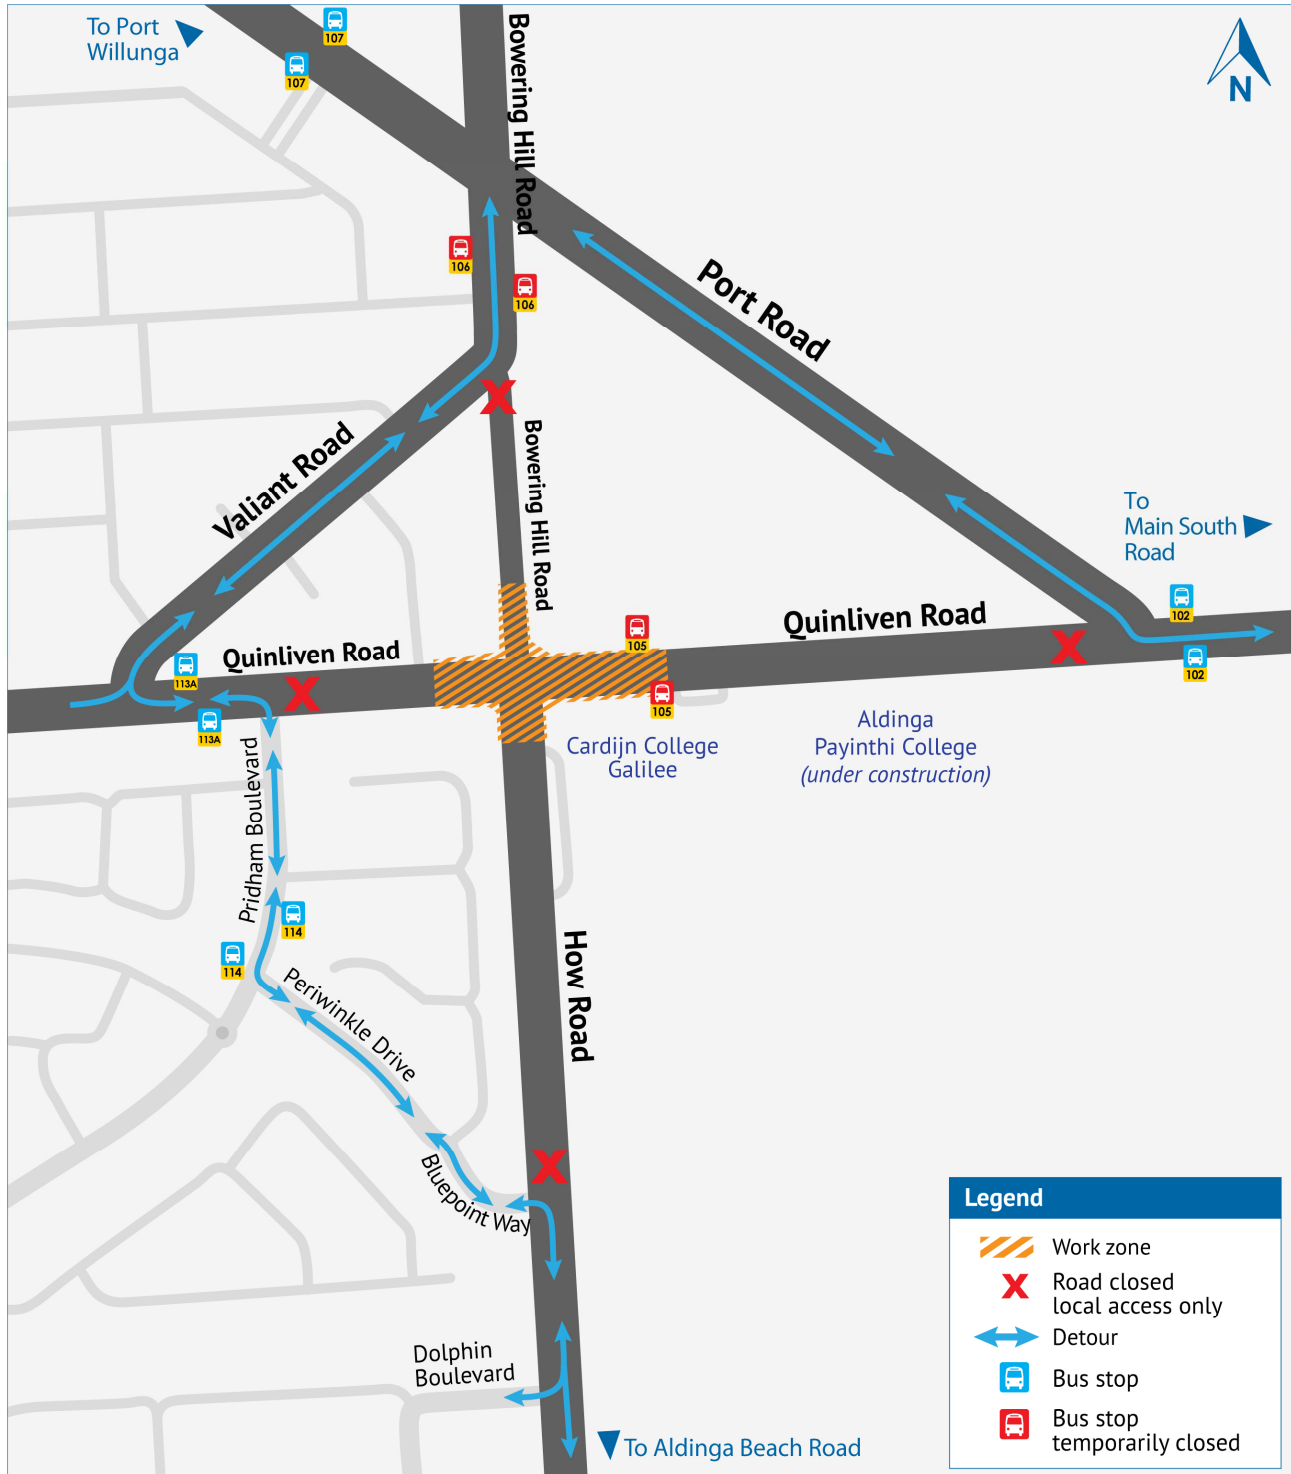 To Port
Willunga
107
107
Bowering Hill Road
N
106
106
Port Road
Valiant Road
Bowering Hill Road
To
Main South
Road
102
102
105
105
Quinliven Road
Quinliven Road
113A
113A
Cardijn College
Galilee
Aldinga
Payinthi College
(under construction)
Pridham Boulevard
114
114
Periwinkle Drive
How Road
Bluepoint Way
Dolphin
Boulevard
To Aldinga Beach Road
Legend
Work zone
Road closed
local access only
Detour
Bus stop
Bus stop
temporarily closed